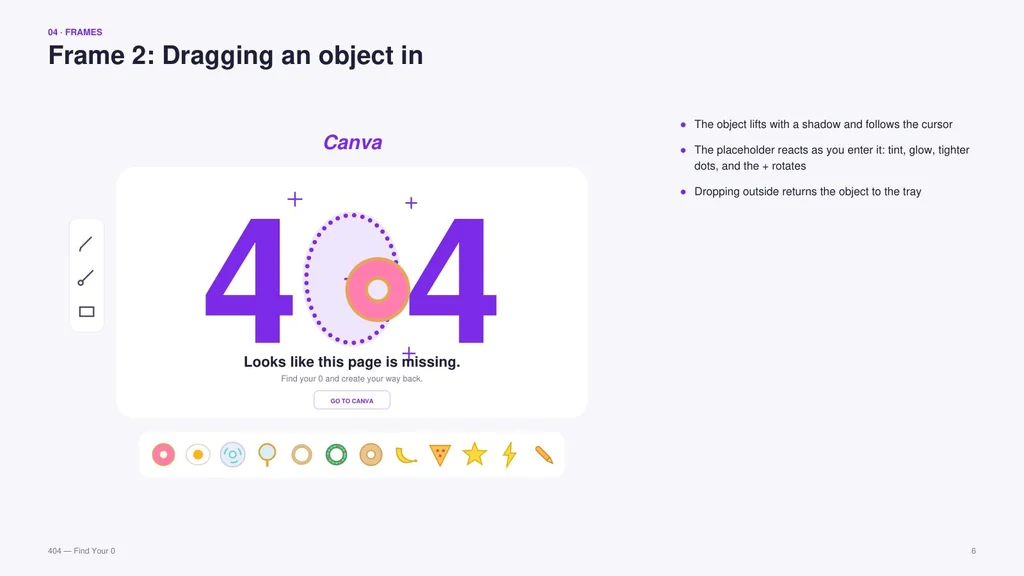 04 · FRAMES
Frame 2: Dragging an object in
Canva
404
Looks like this page is missing.
Find your 0 and create your way back.
GO TO CANVA
● The object lifts with a shadow and follows the cursor
● The placeholder reacts as you enter it: tint, glow, tighter
dots, and the + rotates
● Dropping outside returns the object to the tray
404 — Find Your 0
6